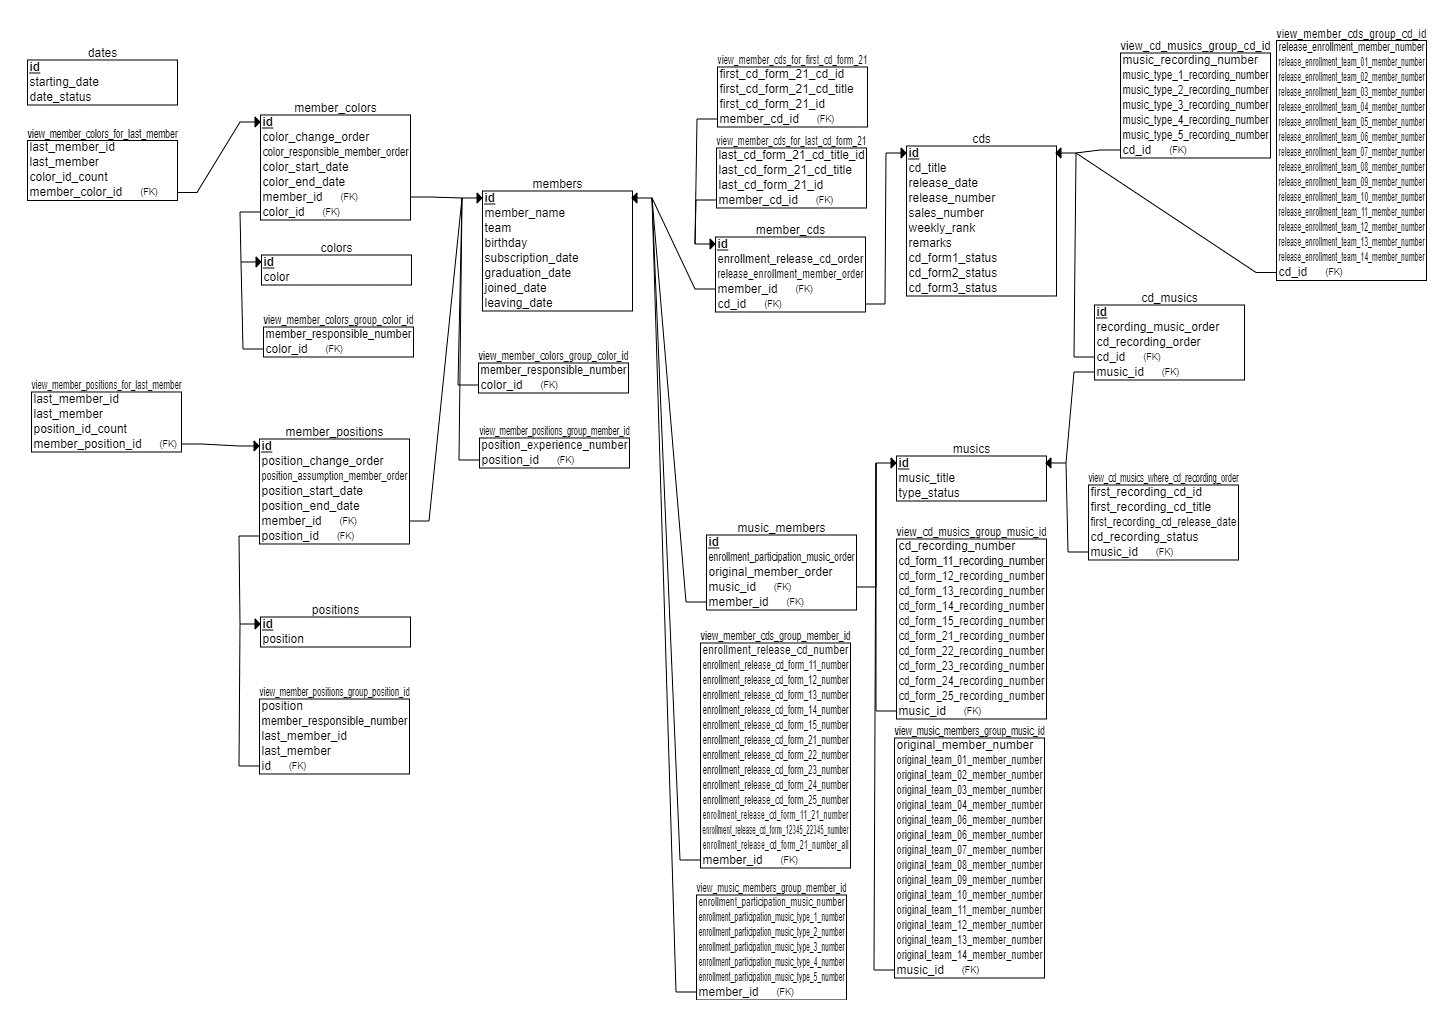 dates
id
starting_date
date_status
view_member_colors_for_last_member
last_member_id
last_member
color_id_count
member_color_id (FK)
member_colors
id
color_change_order
color_responsible_member_order
color_start_date
color_end_date
member_id (FK)
color_id (FK)
colors
id
color
view_member_colors_group_color_id
member_responsible_number
color_id (FK)
view_member_positions_for_last_member
last_member_id
last_member
position_id_count
member_position_id (FK)
member_positions
id
position_change_order
position_assumption_member_order
position_start_date
position_end_date
member_id (FK)
position_id (FK)
positions
id
position
view_member_positions_group_position_id
position
member_responsible_number
last_member_id
last_member
id (FK)
members
id
member_name
team
birthday
subscription_date
graduation_date
joined_date
leaving_date
view_member_colors_group_color_id
member_responsible_number
color_id (FK)
view_member_positions_group_member_id
position_experience_number
position_id (FK)
view_member_cds_for_first_cd_form_21
first_cd_form_21_cd_id
first_cd_form_21_cd_title
first_cd_form_21_id
member_cd_id (FK)
view_member_cds_for_last_cd_form_21
last_cd_form_21_cd_title_id
last_cd_form_21_cd_title
last_cd_form_21_id
member_cd_id (FK)
member_cds
id
enrollment_release_cd_order
release_enrollment_member_order
member_id (FK)
cd_id (FK)
cds
id
cd_title
release_date
release_number
sales_number
weekly_rank
remarks
cd_form1_status
cd_form2_status
cd_form3_status
view_cd_musics_group_cd_id
music_recording_number
music_type_1_recording_number
music_type_2_recording_number
music_type_3_recording_number
music_type_4_recording_number
music_type_5_recording_number
cd_id (FK)
view_member_cds_group_cd_id
release_enrollment_member_number
release_enrollment_team_01_member_number
release_enrollment_team_02_member_number
release_enrollment_team_03_member_number
release_enrollment_team_04_member_number
release_enrollment_team_05_member_number
release_enrollment_team_06_member_number
release_enrollment_team_07_member_number
release_enrollment_team_08_member_number
release_enrollment_team_09_member_number
release_enrollment_team_10_member_number
release_enrollment_team_11_member_number
release_enrollment_team_12_member_number
release_enrollment_team_13_member_number
release_enrollment_team_14_member_number
cd_id (FK)
cd_musics
id
recording_music_order
cd_recording_order
cd_id (FK)
music_id (FK)
musics
id
music_title
type_status
view_cd_musics_where_cd_recording_order
first_recording_cd_id
first_recording_cd_title
first_recording_cd_release_date
cd_recording_status
music_id (FK)
music_members
id
enrollment_participation_music_order
original_member_order
music_id (FK)
member_id (FK)
view_cd_musics_group_music_id
cd_recording_number
cd_form_11_recording_number
cd_form_12_recording_number
cd_form_13_recording_number
cd_form_14_recording_number
cd_form_15_recording_number
cd_form_21_recording_number
cd_form_22_recording_number
cd_form_23_recording_number
cd_form_24_recording_number
cd_form_25_recording_number
music_id (FK)
view_member_cds_group_member_id
enrollment_release_cd_number
enrollment_release_cd_form_11_number
enrollment_release_cd_form_12_number
enrollment_release_cd_form_13_number
enrollment_release_cd_form_14_number
enrollment_release_cd_form_15_number
enrollment_release_cd_form_21_number
enrollment_release_cd_form_22_number
enrollment_release_cd_form_23_number
enrollment_release_cd_form_24_number
enrollment_release_cd_form_25_number
enrollment_release_cd_form_11_21_number
enrollment_release_cd_form_12345_22345_number
enrollment_release_cd_form_21_number_all
member_id (FK)
view_music_members_group_music_id
original_member_number
original_team_01_member_number
original_team_02_member_number
original_team_03_member_number
original_team_04_member_number
original_team_06_member_number
original_team_06_member_number
original_team_07_member_number
original_team_08_member_number
original_team_09_member_number
original_team_10_member_number
original_team_11_member_number
original_team_12_member_number
original_team_13_member_number
original_team_14_member_number
music_id (FK)
view_music_members_group_member_id
enrollment_participation_music_number
enrollment_participation_music_type_1_number
enrollment_participation_music_type_2_number
enrollment_participation_music_type_3_number
enrollment_participation_music_type_4_number
enrollment_participation_music_type_5_number
member_id (FK)